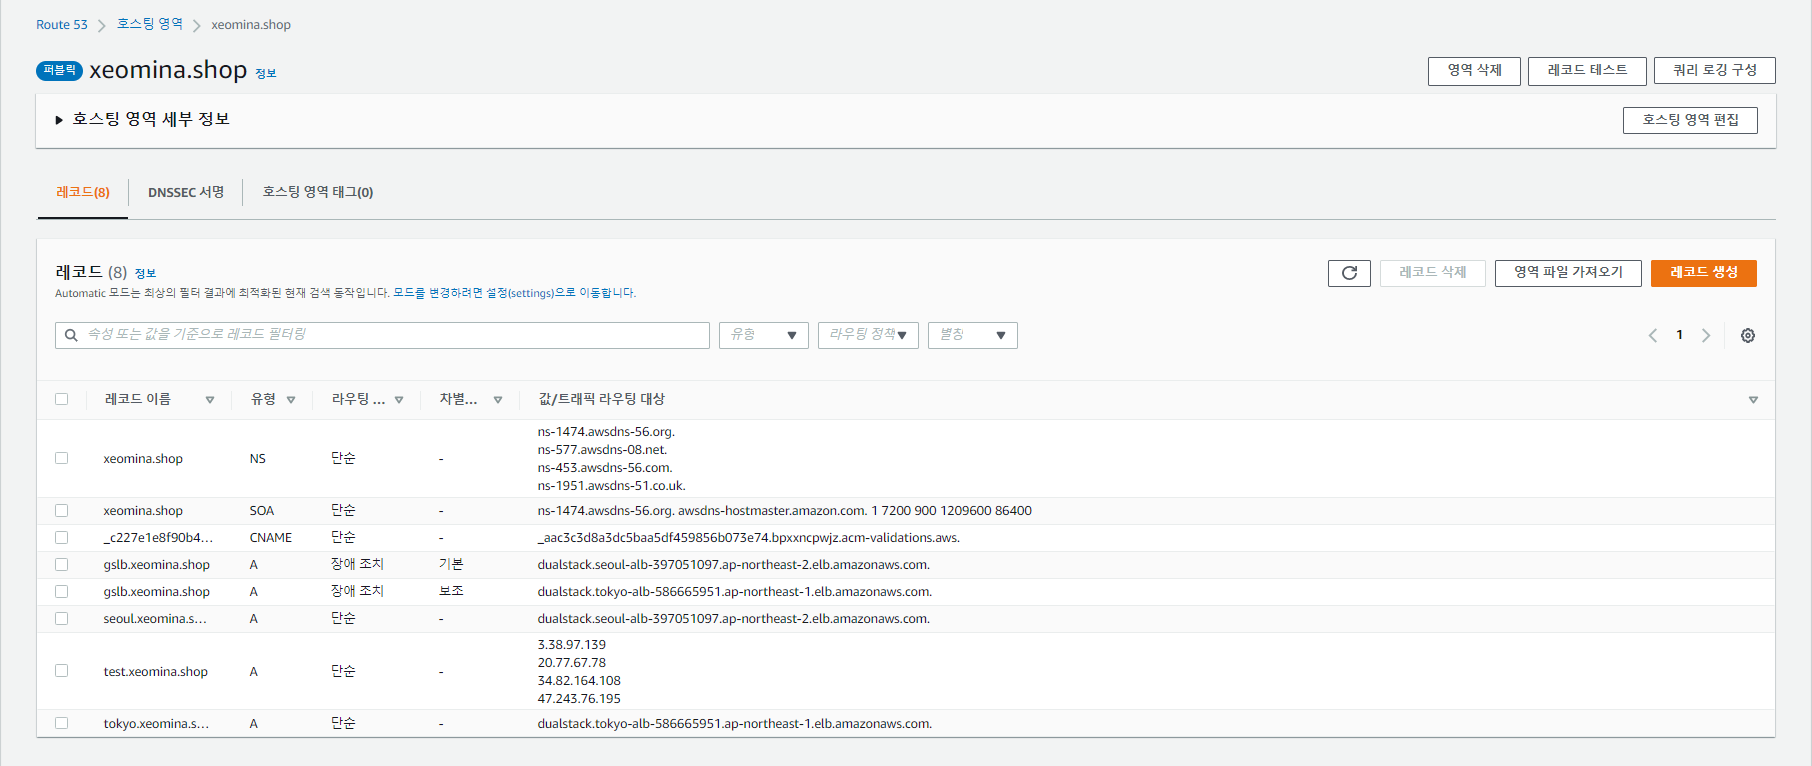 Route 53 > 호스팅 영역 > xeomina.shop
퍼블릭 xeomina.shop 정보
영역 삭제 레코드 테스트 쿼리 로깅 구성
호스팅 영역 세부 정보
호스팅 영역 편집
레코드(8) DNSSEC 서명 호스팅 영역 태그(0)
레코드 (8) 정보
레코드 삭제 영역 파일 가져오기 레코드 생성
Automatic 모드는 최상의 필터 결과에 최적화된 현재 검색 동작입니다. 모드를 변경하려면 설정(settings)으로 이동합니다.
속성 또는 값을 기준으로 레코드 필터링 유형 라우팅 정책 별칭 1
레코드 이름 유형 라우팅 ... 차별... 값/트래픽 라우팅 대상
xeomina.shop NS 단순 - ns-1474.awsdns-56.org.
ns-577.awsdns-08.net.
ns-453.awsdns-56.com.
ns-1951.awsdns-51.co.uk.
xeomina.shop SOA 단순 - ns-1474.awsdns-56.org. awsdns-hostmaster.amazon.com. 1 7200 900 1209600 86400
_c227e1e8f90b4... CNAME 단순 - _aac3c3d8a3dc5baa5df459856b073e74.bpxxncpwjz.acm-validations.aws.
gslb.xeomina.shop A 장애 조치 기본 dualstack.seoul-alb-397051097.ap-northeast-2.elb.amazonaws.com.
gslb.xeomina.shop A 장애 조치 보조 dualstack.tokyo-alb-586665951.ap-northeast-1.elb.amazonaws.com.
seoul.xeomina.s... A 단순 - dualstack.seoul-alb-397051097.ap-northeast-2.elb.amazonaws.com.
test.xeomina.shop A 단순 - 3.38.97.139
20.77.67.78
34.82.164.108
47.243.76.195
tokyo.xeomina.s... A 단순 - dualstack.tokyo-alb-586665951.ap-northeast-1.elb.amazonaws.com.